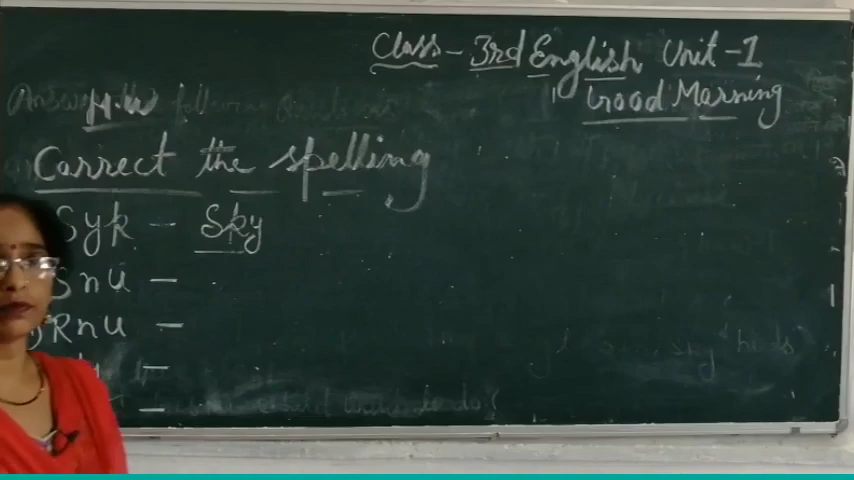 Class - 3rd English Unit - 1
"Good Morning
H.W
Correct the spelling
Syk - Sky
Snu -
Rnu -
-
-